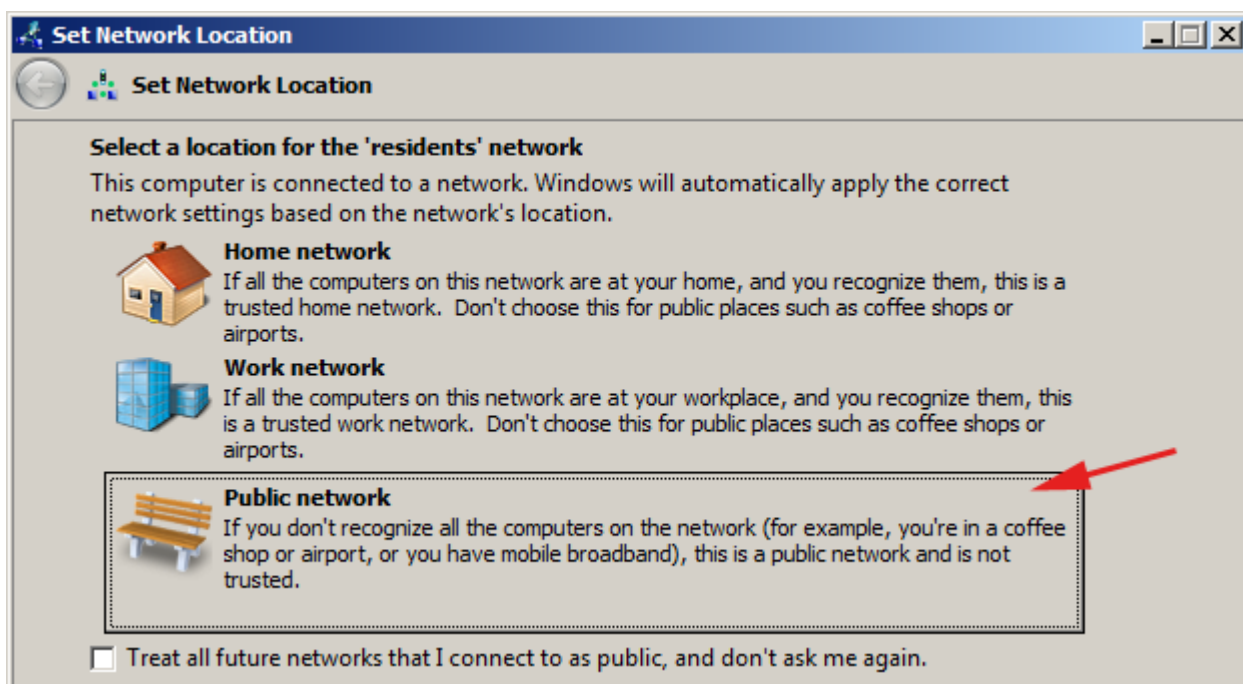 Set Network Location
Set Network Location
Select a location for the 'residents' network
This computer is connected to a network. Windows will automatically apply the correct
network settings based on the network's location.
Home network
If all the computers on this network are at your home, and you recognize them, this is a
trusted home network.  Don't choose this for public places such as coffee shops or
airports.
Work network
If all the computers on this network are at your workplace, and you recognize them, this
is a trusted work network.  Don't choose this for public places such as coffee shops or
airports.
Public network
If you don't recognize all the computers on the network (for example, you're in a coffee
shop or airport, or you have mobile broadband), this is a public network and is not
trusted.
Treat all future networks that I connect to as public, and don't ask me again.